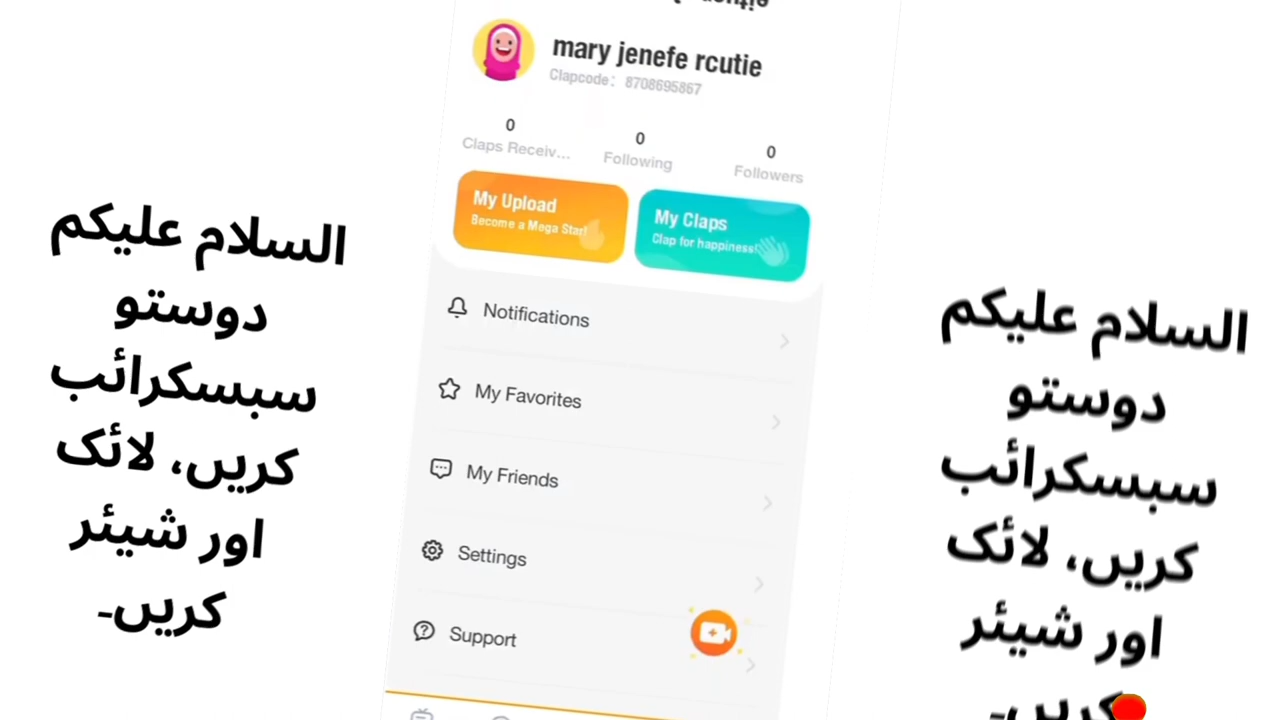 السلام علیکم
دوستو
سبسکرائب
کریں، لائک
اور شیئر
کریں۔
mary jenefe rcutie
Clapcode: 8708695867
0
Claps Receiv...
0
Following
0
Followers
My Upload
Become a Mega Star!
My Claps
Clap for happiness!
Notifications
My Favorites
My Friends
Settings
Support
السلام علیکم
دوستو
سبسکرائب
کریں، لائک
اور شیئر
کریں۔